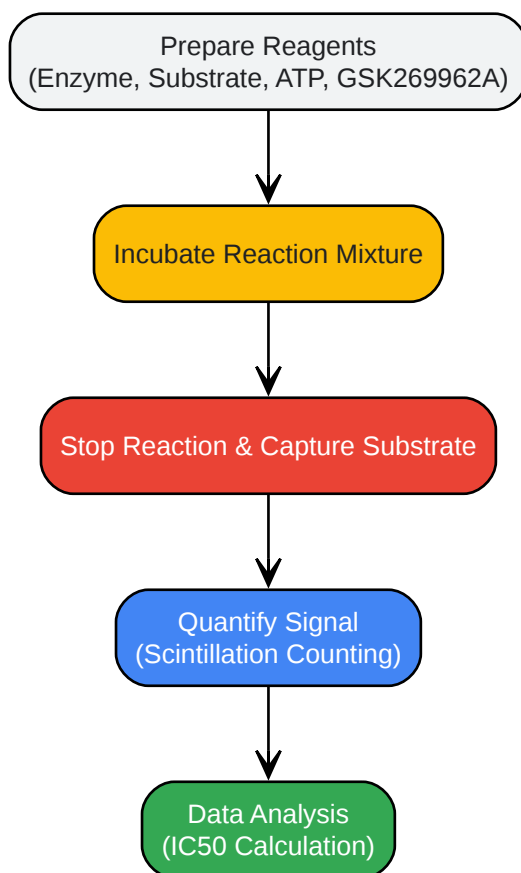 Prepare Reagents
(Enzyme, Substrate, ATP, GSK269962A)
Incubate Reaction Mixture
Stop Reaction & Capture Substrate
Quantify Signal
(Scintillation Counting)
Data Analysis
(IC50 Calculation)